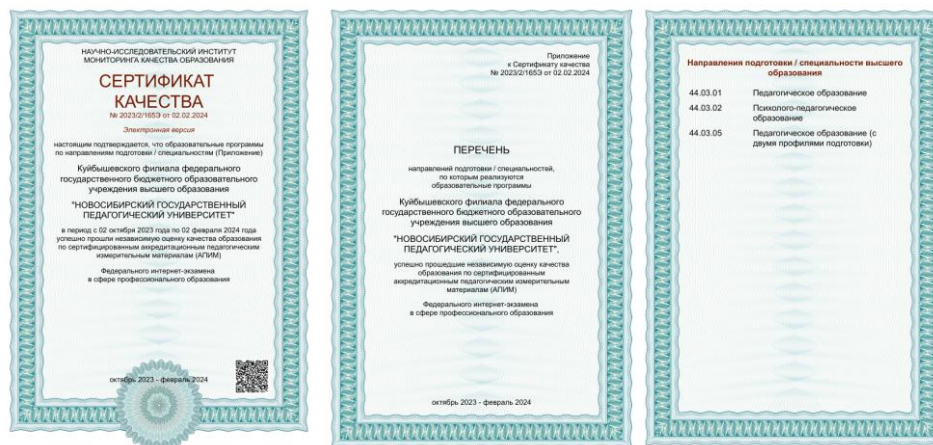 НАУЧНО-ИССЛЕДОВАТЕЛЬСКИЙ ИНСТИТУТ
МОНИТОРИНГА КАЧЕСТВА ОБРАЗОВАНИЯ
СЕРТИФИКАТ
КАЧЕСТВА
№ 2023/2/165Э от 02.02.2024
Электронная версия
настоящим подтверждается, что образовательные программы
по направлениям подготовки / специальностям (Приложение)
Куйбышевского филиала федерального
государственного бюджетного образовательного
учреждения высшего образования
"НОВОСИБИРСКИЙ ГОСУДАРСТВЕННЫЙ
ПЕДАГОГИЧЕСКИЙ УНИВЕРСИТЕТ"
в период с 02 октября 2023 года по 02 февраля 2024 года
успешно прошли независимую оценку качества образования
по сертифицированным аккредитационным педагогическим
измерительным материалам (АПИМ)
Федерального интернет-экзамена
в сфере профессионального образования
октябрь 2023 - февраль 2024
Приложение
к Сертификату качества
№ 2023/2/165Э от 02.02.2024
ПЕРЕЧЕНЬ
направлений подготовки / специальностей,
по которым реализуются
образовательные программы
Куйбышевского филиала федерального
государственного бюджетного образовательного
учреждения высшего образования
"НОВОСИБИРСКИЙ ГОСУДАРСТВЕННЫЙ
ПЕДАГОГИЧЕСКИЙ УНИВЕРСИТЕТ",
успешно прошедшие независимую оценку качества
образования по сертифицированным
аккредитационным педагогическим измерительным
материалам (АПИМ)
Федерального интернет-экзамена
в сфере профессионального образования
октябрь 2023 - февраль 2024
Направления подготовки / специальности высшего
образования
44.03.01 Педагогическое образование
44.03.02 Психолого-педагогическое
образование
44.03.05 Педагогическое образование (с
двумя профилями подготовки)